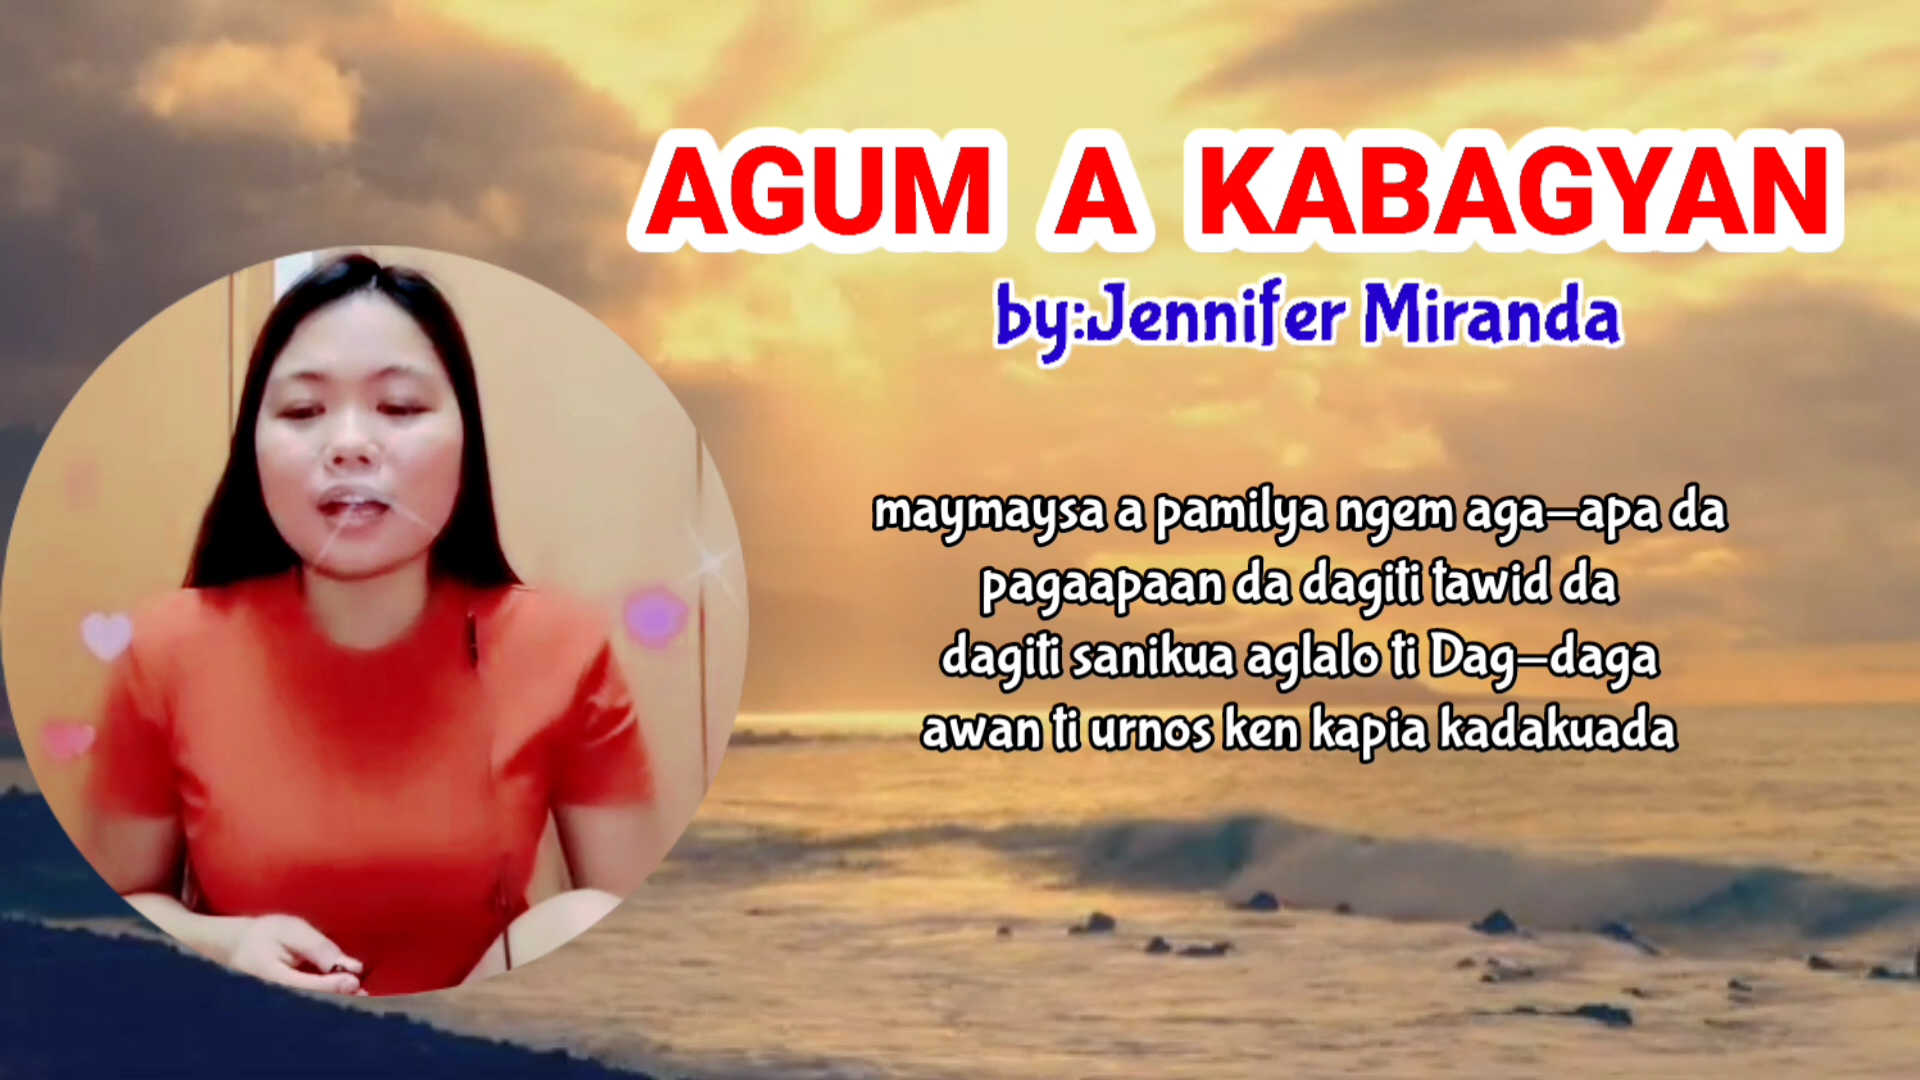 AGUM A KABAGYAN
by:Jennifer Miranda
maymaysa a pamilya ngem aga-apa da
pagaapaan da dagiti tawid da
dagiti sanikua aglalo ti Dag-daga
awan ti urnos ken kapia kadakuada